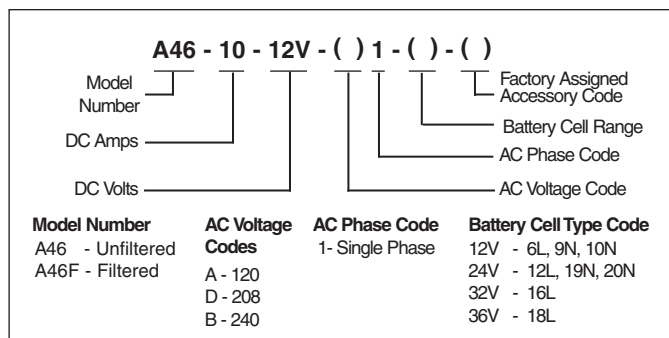 A46 - 10 - 12V - ( ) 1 - ( ) - ( )
Model
Number
DC Amps
DC Volts
Factory Assigned
Accessory Code
Battery Cell Range
AC Phase Code
AC Voltage Code
Model Number
A46 - Unfiltered
A46F - Filtered
AC Voltage
Codes
A - 120
D - 208
B - 240
AC Phase Code
1- Single Phase
Battery Cell Type Code
12V - 6L, 9N, 10N
24V - 12L, 19N, 20N
32V - 16L
36V - 18L